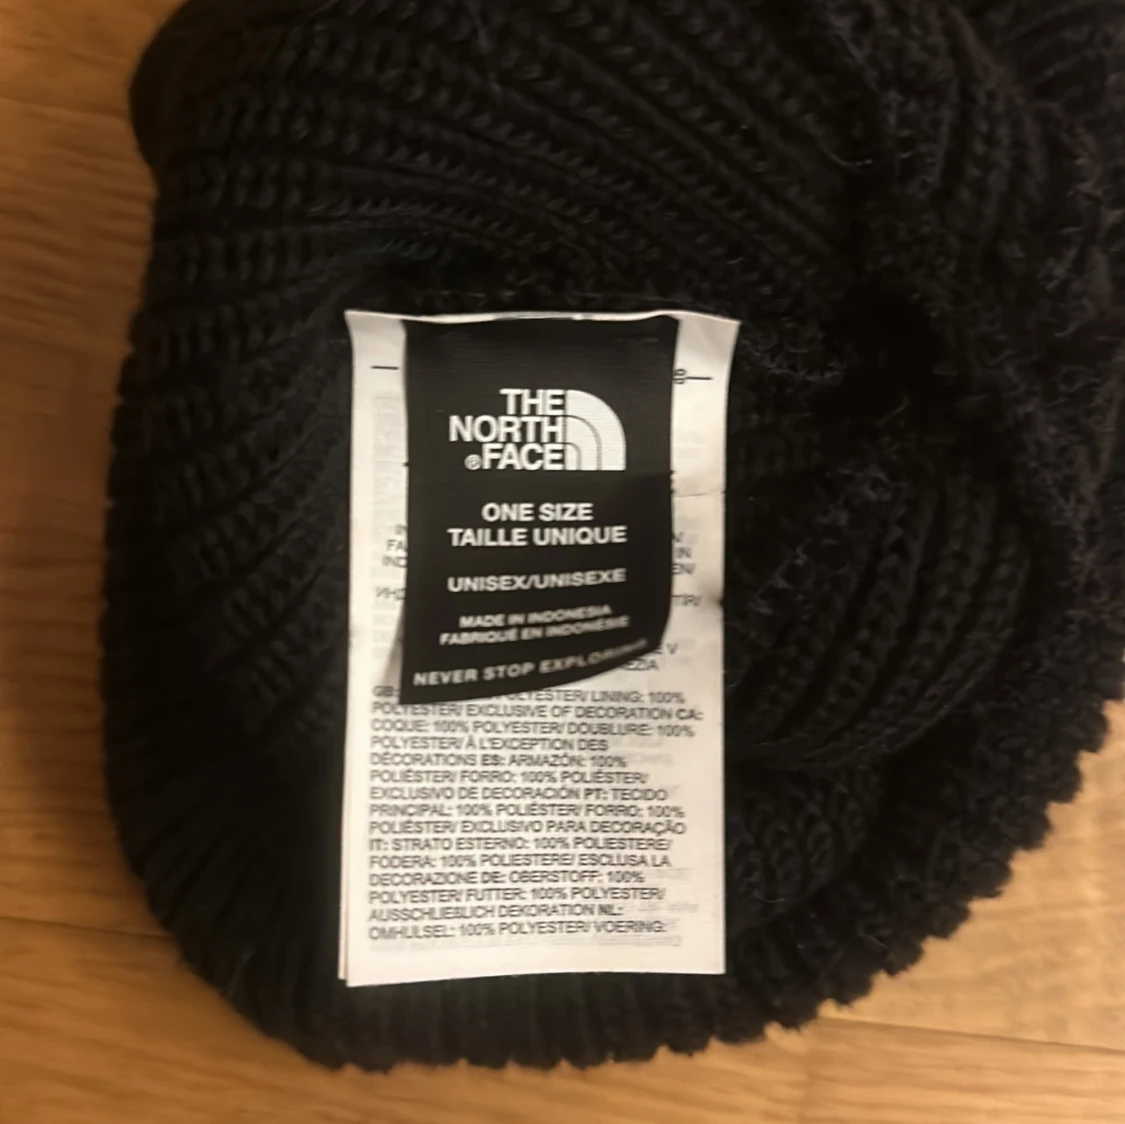 THE
NORTH
®FACE
ONE SIZE
TAILLE UNIQUE
UNISEX/UNISEXE
MADE IN INDONESIA
FABRIQUÉ EN INDONÉSIE
NEVER STOP EXPLORING
GB: POLYESTER/ LINING: 100%
POLYESTER/ EXCLUSIVE OF DECORATION CA:
COQUE: 100% POLYESTER/ DOUBLURE: 100%
POLYESTER/ À L'EXCEPTION DES
DÉCORATIONS ES: ARMAZÓN: 100%
POLIÉSTER/ FORRO: 100% POLIÉSTER/
EXCLUSIVO DE DECORACIÓN PT: TECIDO
PRINCIPAL: 100% POLIÉSTER/ FORRO: 100%
POLIÉSTER/ EXCLUSIVO PARA DECORAÇÃO
IT: STRATO ESTERNO: 100% POLIESTERE/
FODERA: 100% POLIESTERE/ ESCLUSA LA
DECORAZIONE DE: OBERSTOFF: 100%
POLYESTER/ FUTTER: 100% POLYESTER/
AUSSCHLIEßLICH DEKORATION NL:
OMHULSEL: 100% POLYESTER/ VOERING: